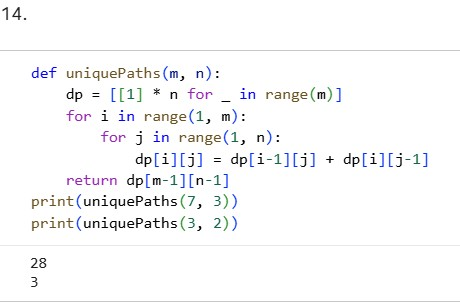 14.
def uniquePaths(m, n):
    dp = [[1] * n for _ in range(m)]
    for i in range(1, m):
        for j in range(1, n):
            dp[i][j] = dp[i-1][j] + dp[i][j-1]
    return dp[m-1][n-1]
print(uniquePaths(7, 3))
print(uniquePaths(3, 2))
28
3